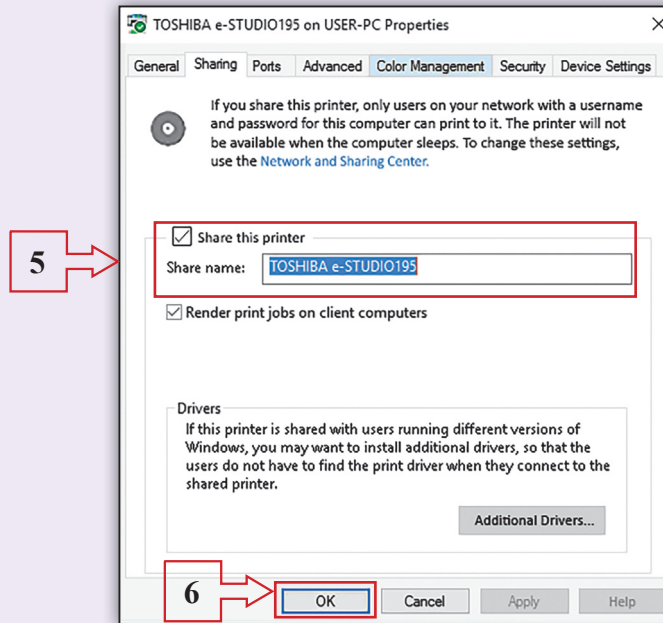 TOSHIBA e-STUDIO195 on USER-PC Properties
General Sharing Ports Advanced Color Management Security Device Settings
If you share this printer, only users on your network with a username
and password for this computer can print to it. The printer will not
be available when the computer sleeps. To change these settings,
use the Network and Sharing Center.
Share this printer
5
Share name: TOSHIBA e-STUDIO195
Render print jobs on client computers
Drivers
If this printer is shared with users running different versions of
Windows, you may want to install additional drivers, so that the
users do not have to find the print driver when they connect to the
shared printer.
Additional Drivers...
6
OK Cancel Apply Help